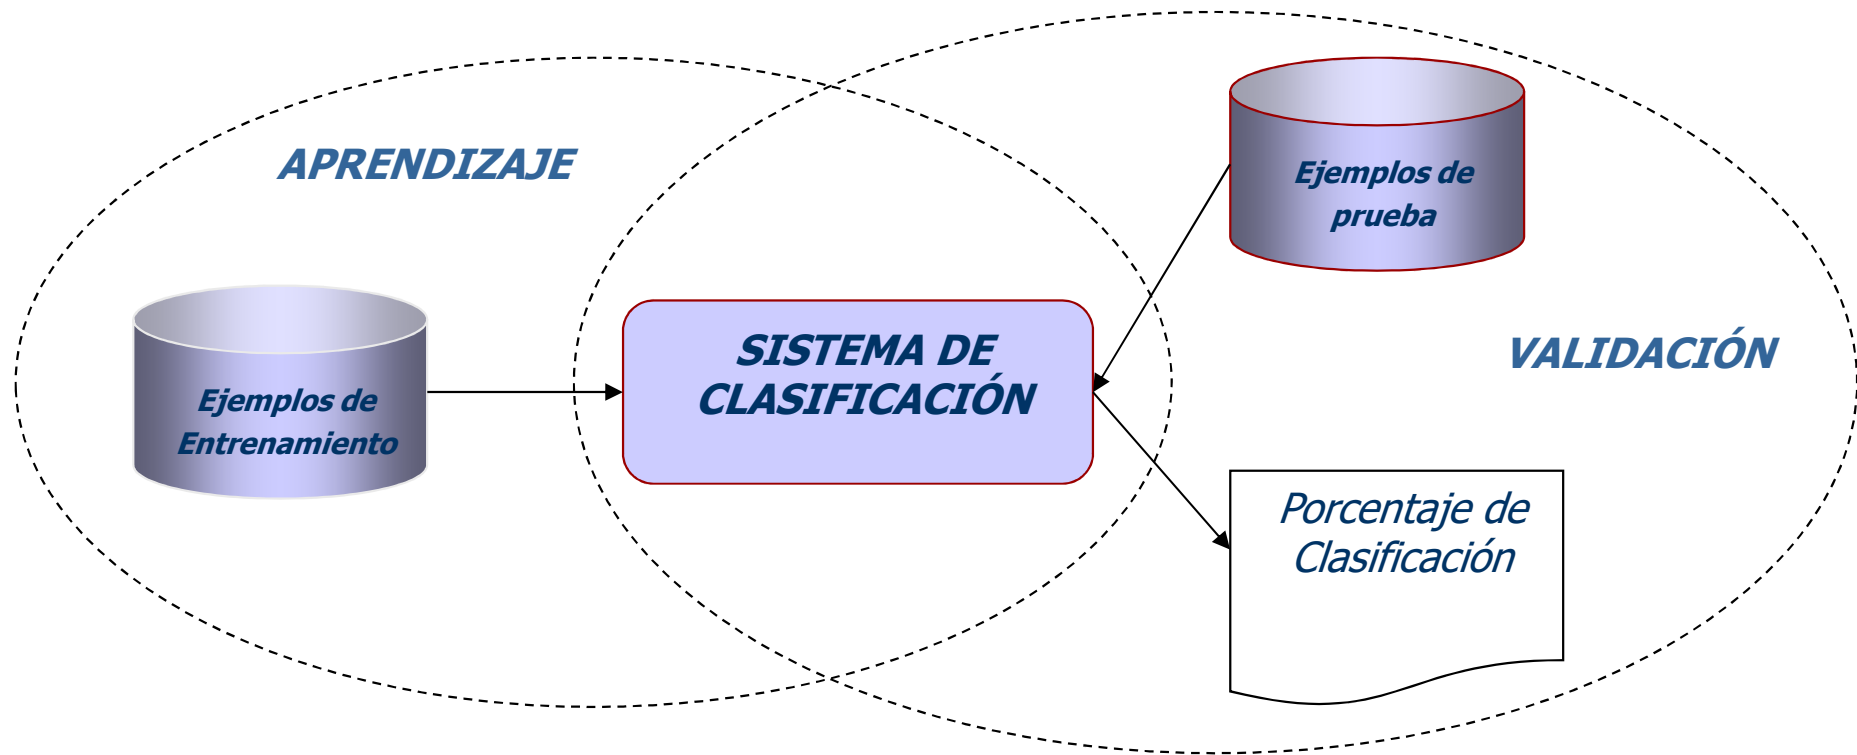 APRENDIZAJE
Ejemplos de
Entrenamiento
SISTEMA DE
CLASIFICACIÓN
Ejemplos de
prueba
VALIDACIÓN
Porcentaje de
Clasificación